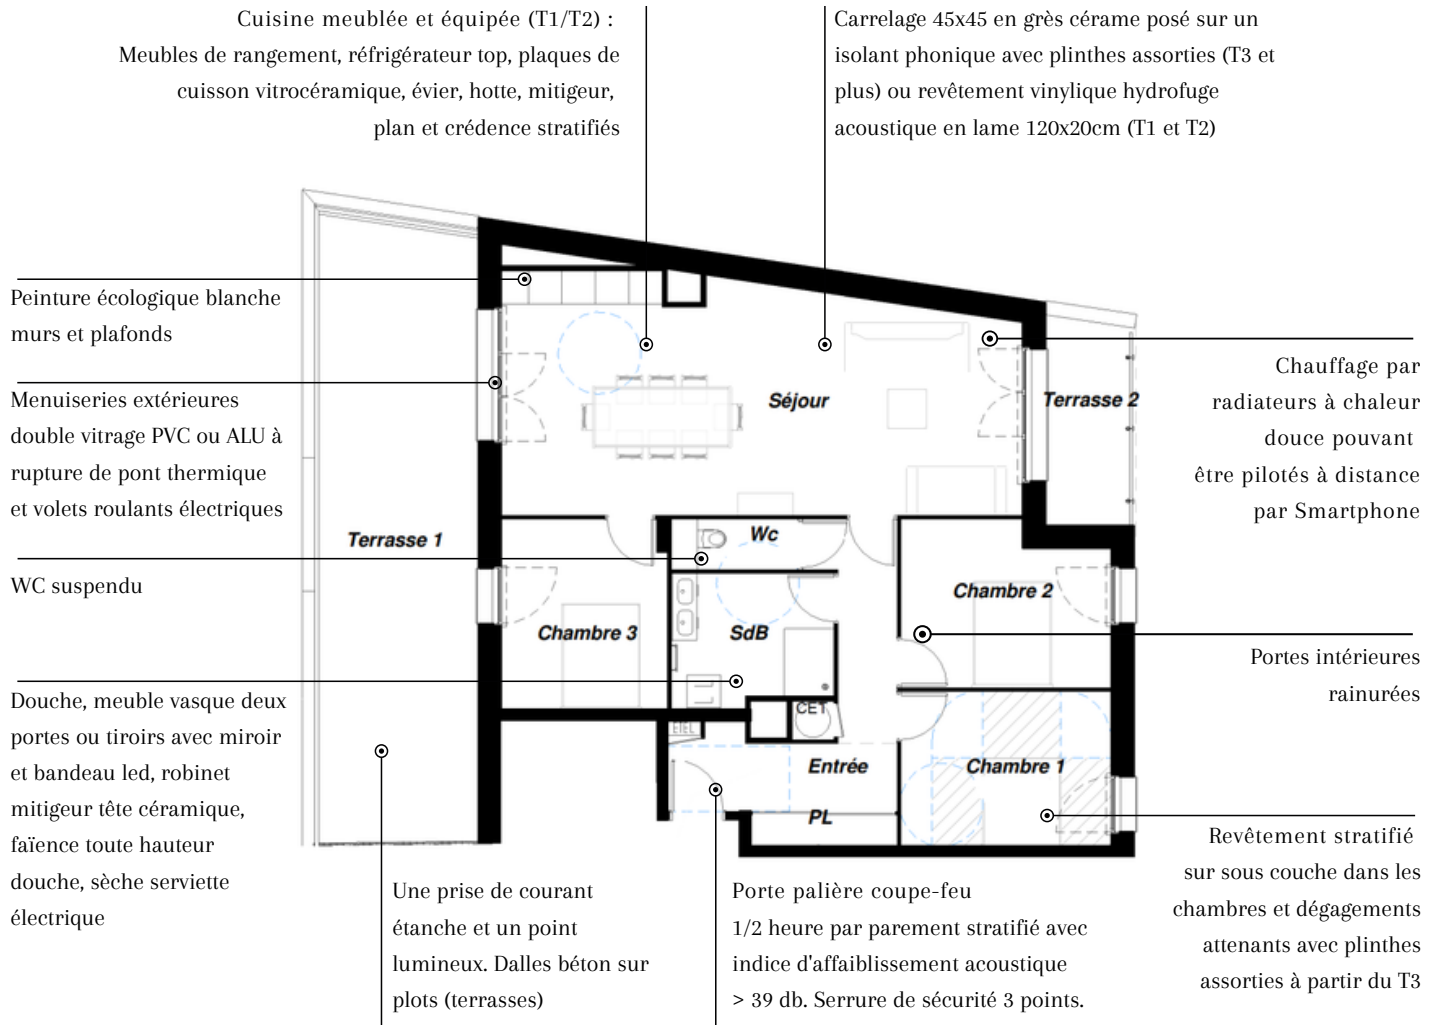 Cuisine meublée et équipée (T1/T2) :
Meubles de rangement, réfrigérateur top, plaques de
cuisson vitrocéramique, évier, hotte, mitigeur,
plan et crédence stratifiés
Carrelage 45x45 en grès cérame posé sur un
isolant phonique avec plinthes assorties (T3 et
plus) ou revêtement vinylique hydrofuge
acoustique en lame 120x20cm (T1 et T2)
Peinture écologique blanche
murs et plafonds
Menuiseries extérieures
double vitrage PVC ou ALU à
rupture de pont thermique
et volets roulants électriques
WC suspendu
Douche, meuble vasque deux
portes ou tiroirs avec miroir
et bandeau led, robinet
mitigeur tête céramique,
faïence toute hauteur
douche, sèche serviette
électrique
Terrasse 1
Séjour
Terrasse 2
Wc
Chambre 2
Chambre 3
SdB
CET
ETEL
Entrée
Chambre 1
PL
Chauffage par
radiateurs à chaleur
douce pouvant
être pilotés à distance
par Smartphone
Portes intérieures
rainurées
Revêtement stratifié
sur sous couche dans les
chambres et dégagements
attenants avec plinthes
assorties à partir du T3
Une prise de courant
étanche et un point
lumineux. Dalles béton sur
plots (terrasses)
Porte palière coupe-feu
1/2 heure par parement stratifié avec
indice d'affaiblissement acoustique
> 39 db. Serrure de sécurité 3 points.